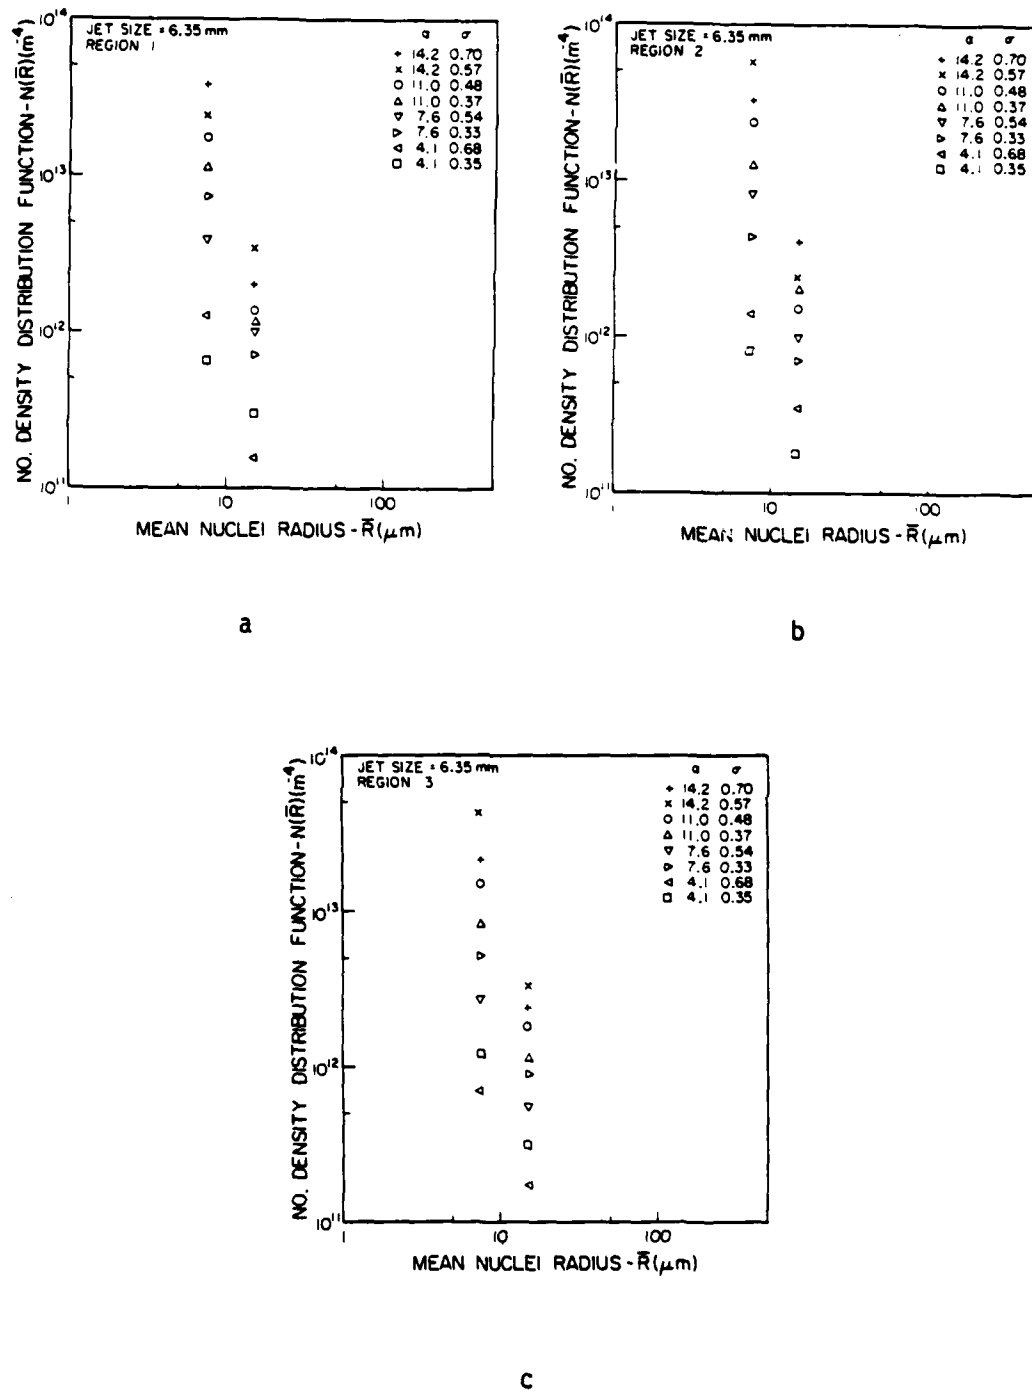 NO. DENSITY DISTRIBUTION FUNCTION-N(R̄)(m⁻⁴)
10¹⁴
10¹³
10¹²
10¹¹
JET SIZE = 6.35 mm
REGION 1
α σ
+ 14.2 0.70
× 14.2 0.57
○ 11.0 0.48
△ 11.0 0.37
▽ 7.6 0.54
▷ 7.6 0.33
◁ 4.1 0.68
□ 4.1 0.35
1 10 100
MEAN NUCLEI RADIUS-R̄(μm)
a
NO. DENSITY DISTRIBUTION FUNCTION-N(R̄)(m⁻⁴)
10¹⁴
10¹³
10¹²
10¹¹
JET SIZE = 6.35 mm
REGION 2
α σ
+ 14.2 0.70
× 14.2 0.57
○ 11.0 0.48
△ 11.0 0.37
▽ 7.6 0.54
▷ 7.6 0.33
◁ 4.1 0.68
□ 4.1 0.35
1 10 100
MEAN NUCLEI RADIUS-R̄(μm)
b
NO. DENSITY DISTRIBUTION FUNCTION-N(R̄)(m⁻⁴)
10¹⁴
10¹³
10¹²
10¹¹
JET SIZE = 6.35 mm
REGION 3
α σ
+ 14.2 0.70
× 14.2 0.57
○ 11.0 0.48
△ 11.0 0.37
▽ 7.6 0.54
▷ 7.6 0.33
◁ 4.1 0.68
□ 4.1 0.35
1 10 100
MEAN NUCLEI RADIUS-R̄(μm)
c